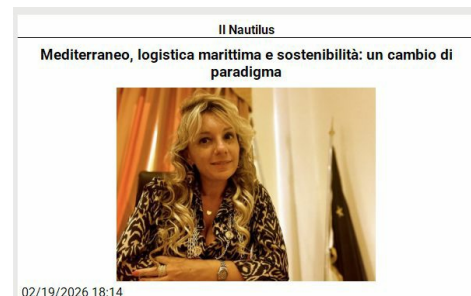 Il Nautilus
Mediterraneo, logistica marittima e sostenibilità: un cambio di
paradigma
02/19/2026 18:14